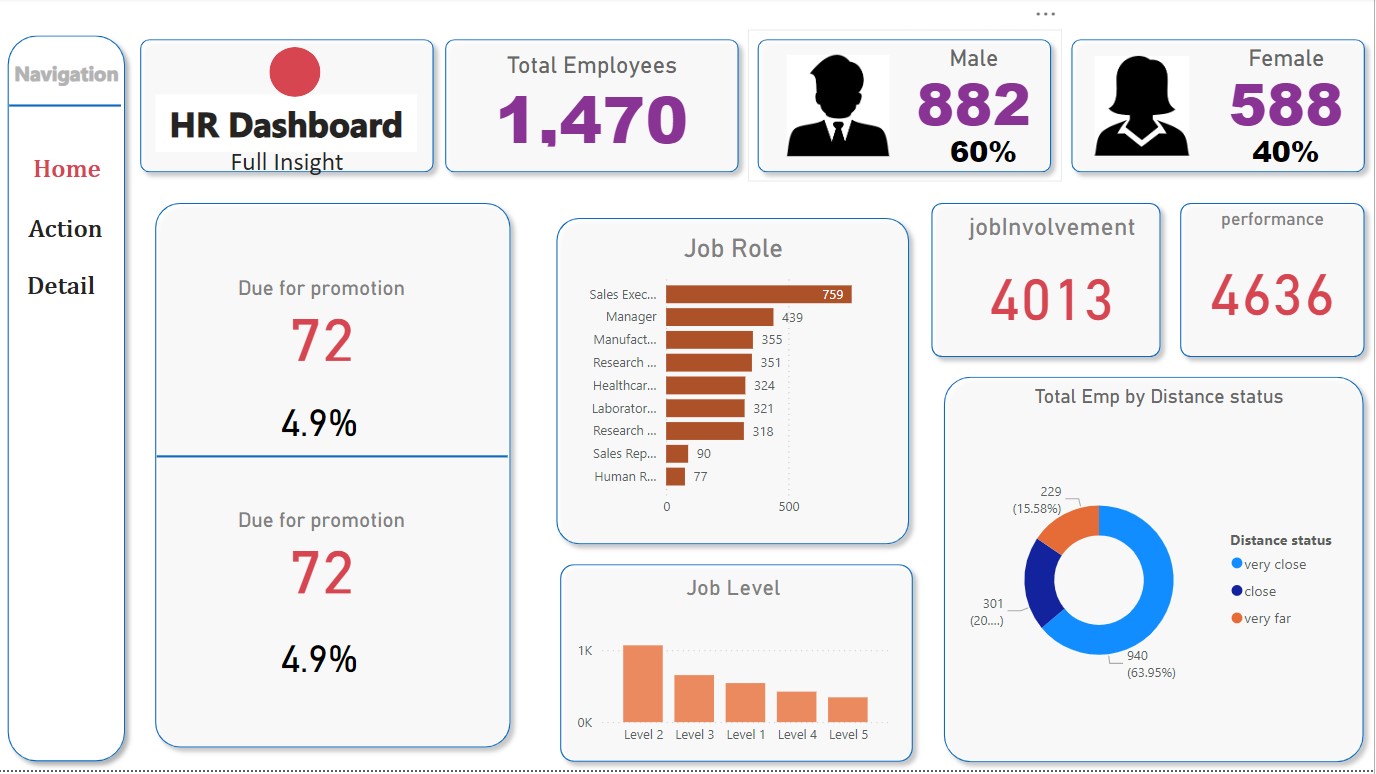 ...
Navigation
Home
Action
Detail
HR Dashboard
Full Insight
Total Employees
1,470
Male
882
60%
Female
588
40%
Due for promotion
72
4.9%
Due for promotion
72
4.9%
Job Role
Sales Exec... 759
Manager 439
Manufact... 355
Research ... 351
Healthcar... 324
Laborator... 321
Research ... 318
Sales Rep... 90
Human R... 77
0 500
Job Level
1K
0K
Level 2 Level 3 Level 1 Level 4 Level 5
jobInvolvement
4013
performance
4636
Total Emp by Distance status
229
(15.58%)
301
(20....)
940
(63.95%)
Distance status
very close
close
very far